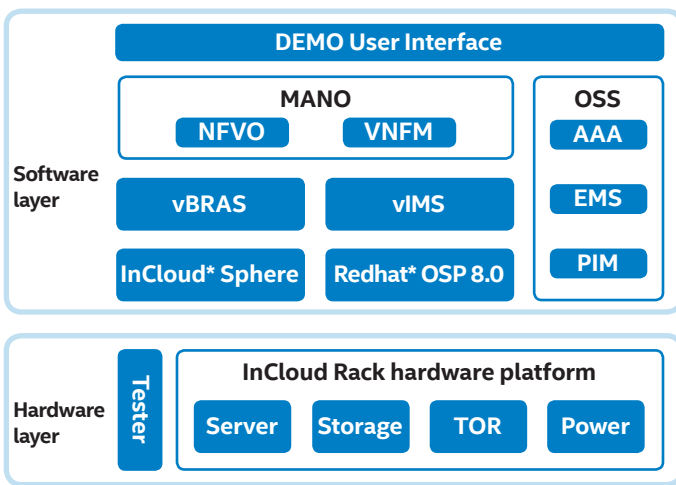 DEMO User Interface
MANO
NFVO
VNFM
OSS
AAA
EMS
PIM
Software
layer
vBRAS
vIMS
InCloud* Sphere
Redhat* OSP 8.0
Hardware
layer
Tester
InCloud Rack hardware platform
Server
Storage
TOR
Power